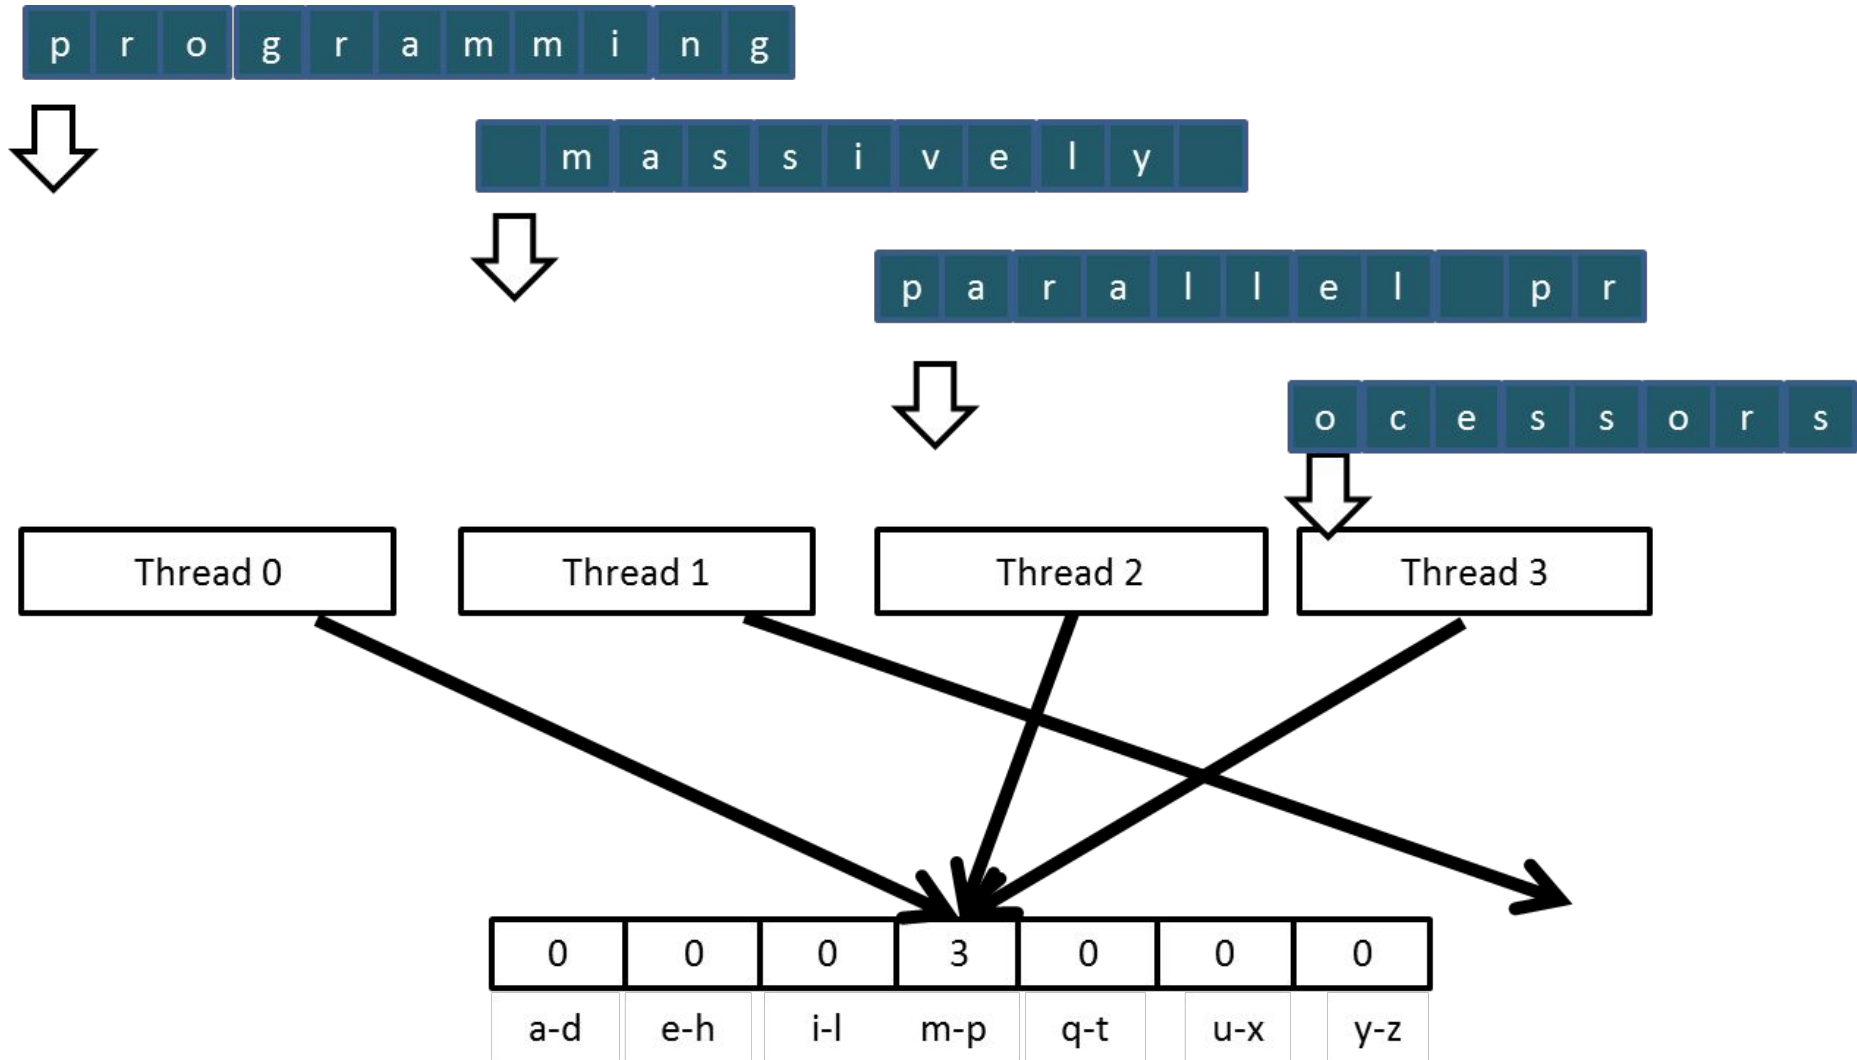 p r o g r a m m i n g
m a s s i v e l y
p a r a l l e l p r
o c e s s o r s
Thread 0 Thread 1 Thread 2 Thread 3
0 0 0 3 0 0 0
a-d e-h i-l m-p q-t u-x y-z